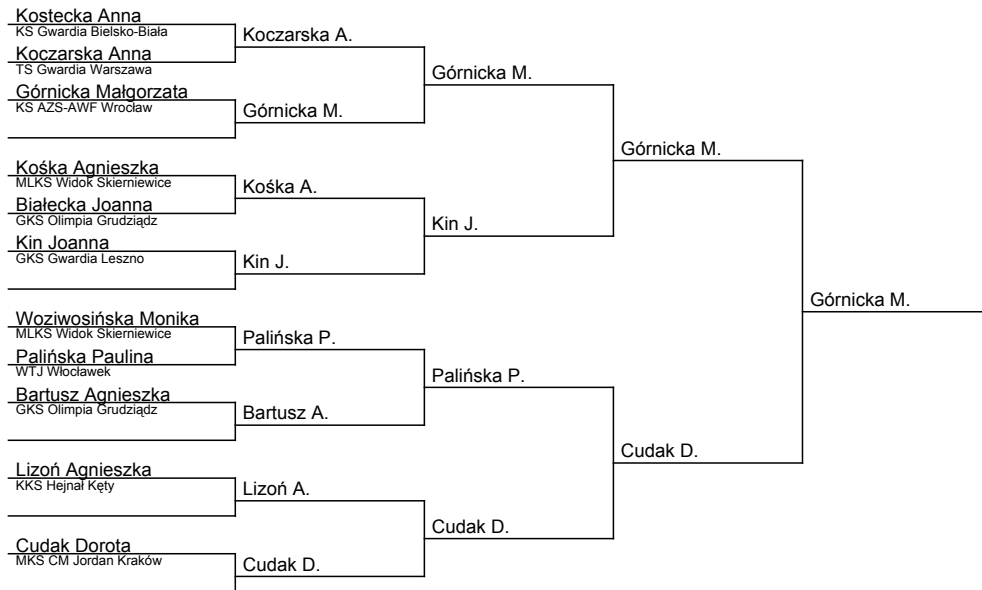 Kostecka Anna
KS Gwardia Bielsko-Biała
Koczarska A.
Koczarska Anna
TS Gwardia Warszawa
Górnicka M.
Górnicka Małgorzata
KS AZS-AWF Wrocław
Górnicka M.
Górnicka M.
Kośka Agnieszka
MLKS Widok Skierniewice
Kośka A.
Białecka Joanna
GKS Olimpia Grudziądz
Kin J.
Kin Joanna
GKS Gwardia Leszno
Kin J.
Górnicka M.
Woziwosińska Monika
MLKS Widok Skierniewice
Palińska P.
Palińska Paulina
WTJ Włocławek
Palińska P.
Bartusz Agnieszka
GKS Olimpia Grudziądz
Bartusz A.
Cudak D.
Lizoń Agnieszka
KKS Hejnał Kęty
Lizoń A.
Cudak D.
Cudak Dorota
MKS CM Jordan Kraków
Cudak D.